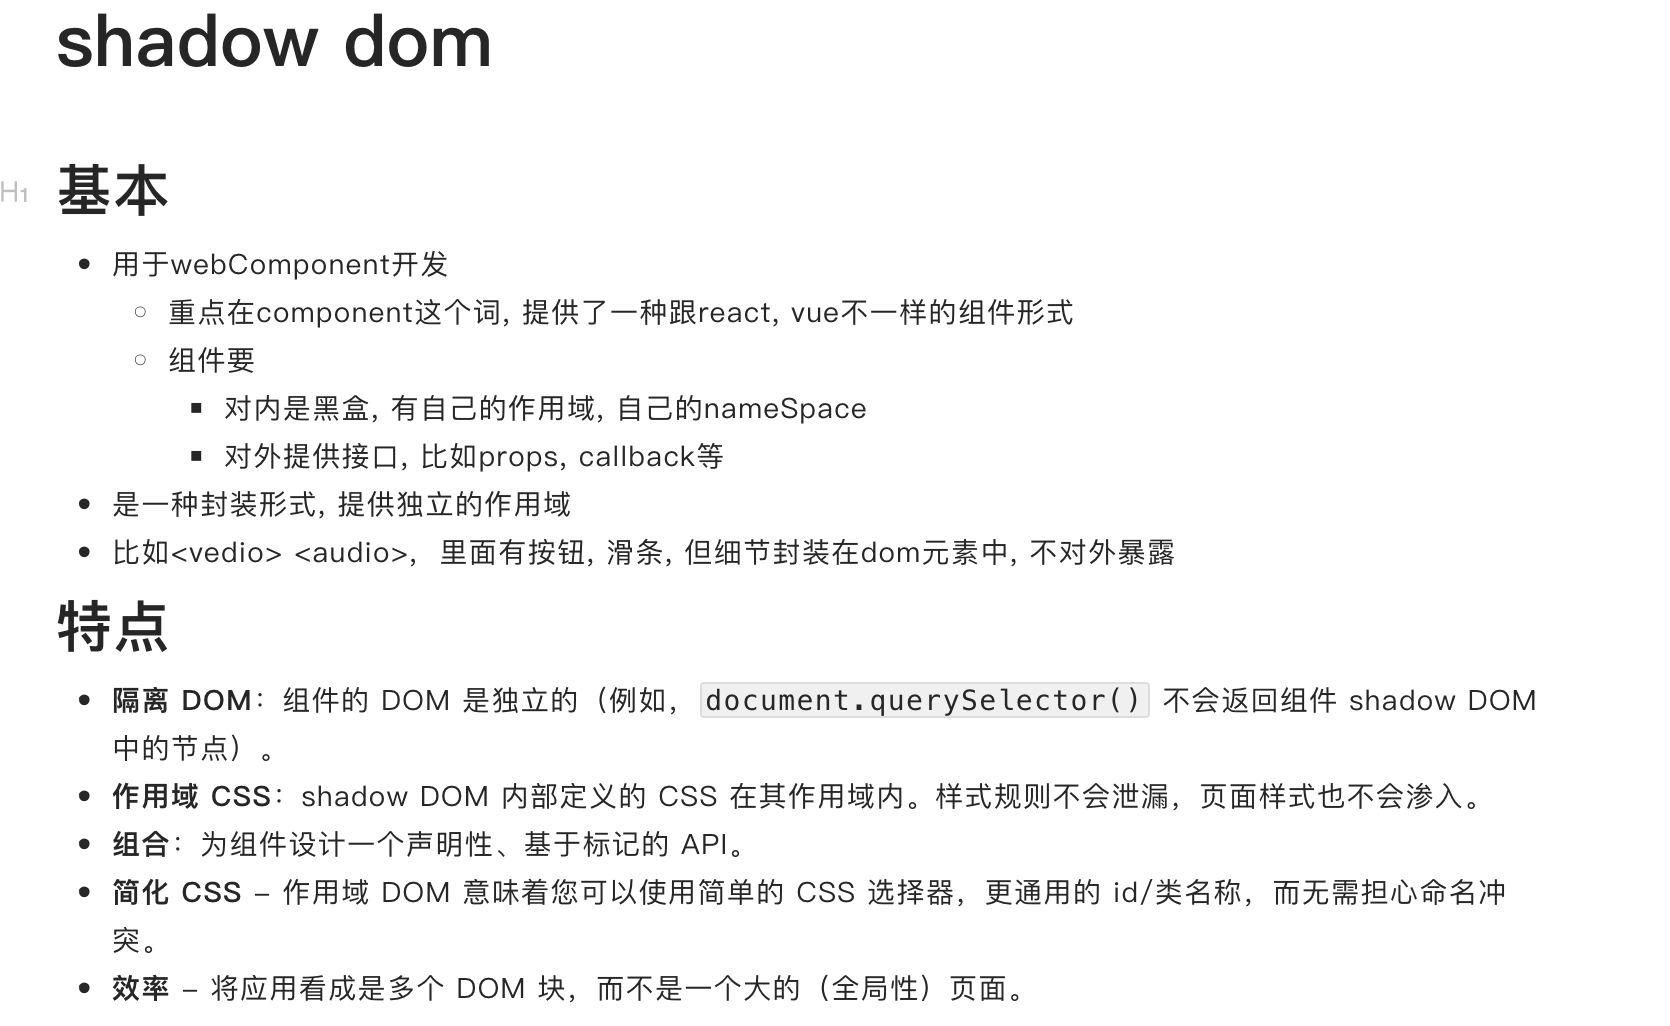 shadow dom
H1
基本
用于webComponent开发
重点在component这个词, 提供了一种跟react, vue不一样的组件形式
组件要
对内是黑盒, 有自己的作用域, 自己的nameSpace
对外提供接口, 比如props, callback等
是一种封装形式, 提供独立的作用域
比如<vedio> <audio>， 里面有按钮, 滑条, 但细节封装在dom元素中, 不对外暴露
特点
隔离 DOM：组件的 DOM 是独立的（例如， document.querySelector() 不会返回组件 shadow DOM
中的节点）。
作用域 CSS：shadow DOM 内部定义的 CSS 在其作用域内。样式规则不会泄漏，页面样式也不会渗入。
组合：为组件设计一个声明性、基于标记的 API。
简化 CSS – 作用域 DOM 意味着您可以使用简单的 CSS 选择器，更通用的 id/类名称，而无需担心命名冲
突。
效率 – 将应用看成是多个 DOM 块，而不是一个大的（全局性）页面。